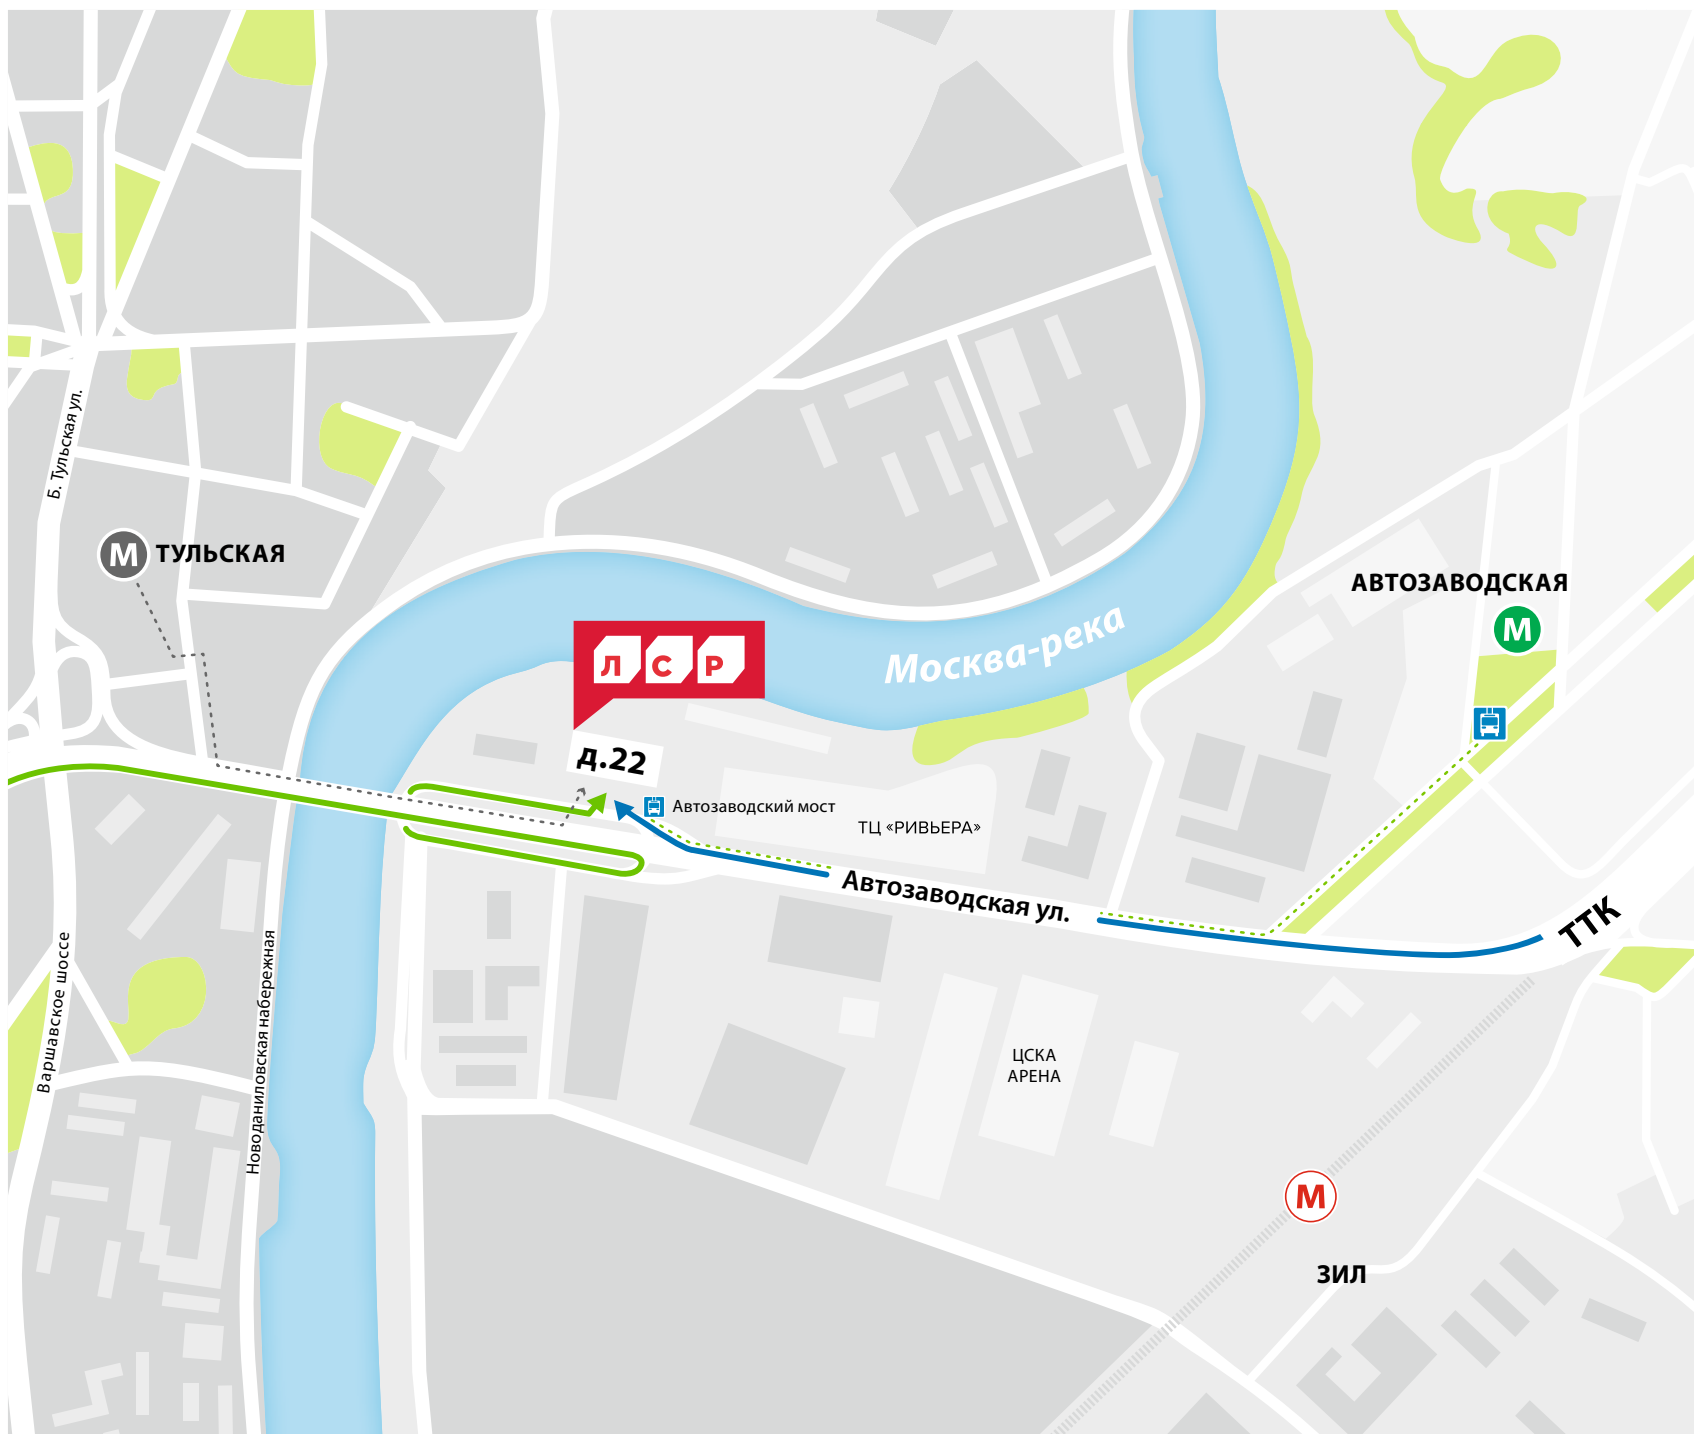 Б. Тульская ул.
М ТУЛЬСКАЯ
ЛСР
Москва-река
АВТОЗАВОДСКАЯ
М
д.22
Автозаводский мост
ТЦ «РИВЬЕРА»
Автозаводская ул.
ТТК
Варшавское шоссе
Новоданиловская набережная
ЦСКА
АРЕНА
М
ЗИЛ